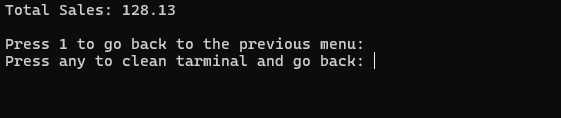 Total Sales: 128.13
Press 1 to go back to the previous menu:
Press any to clean tarminal and go back: